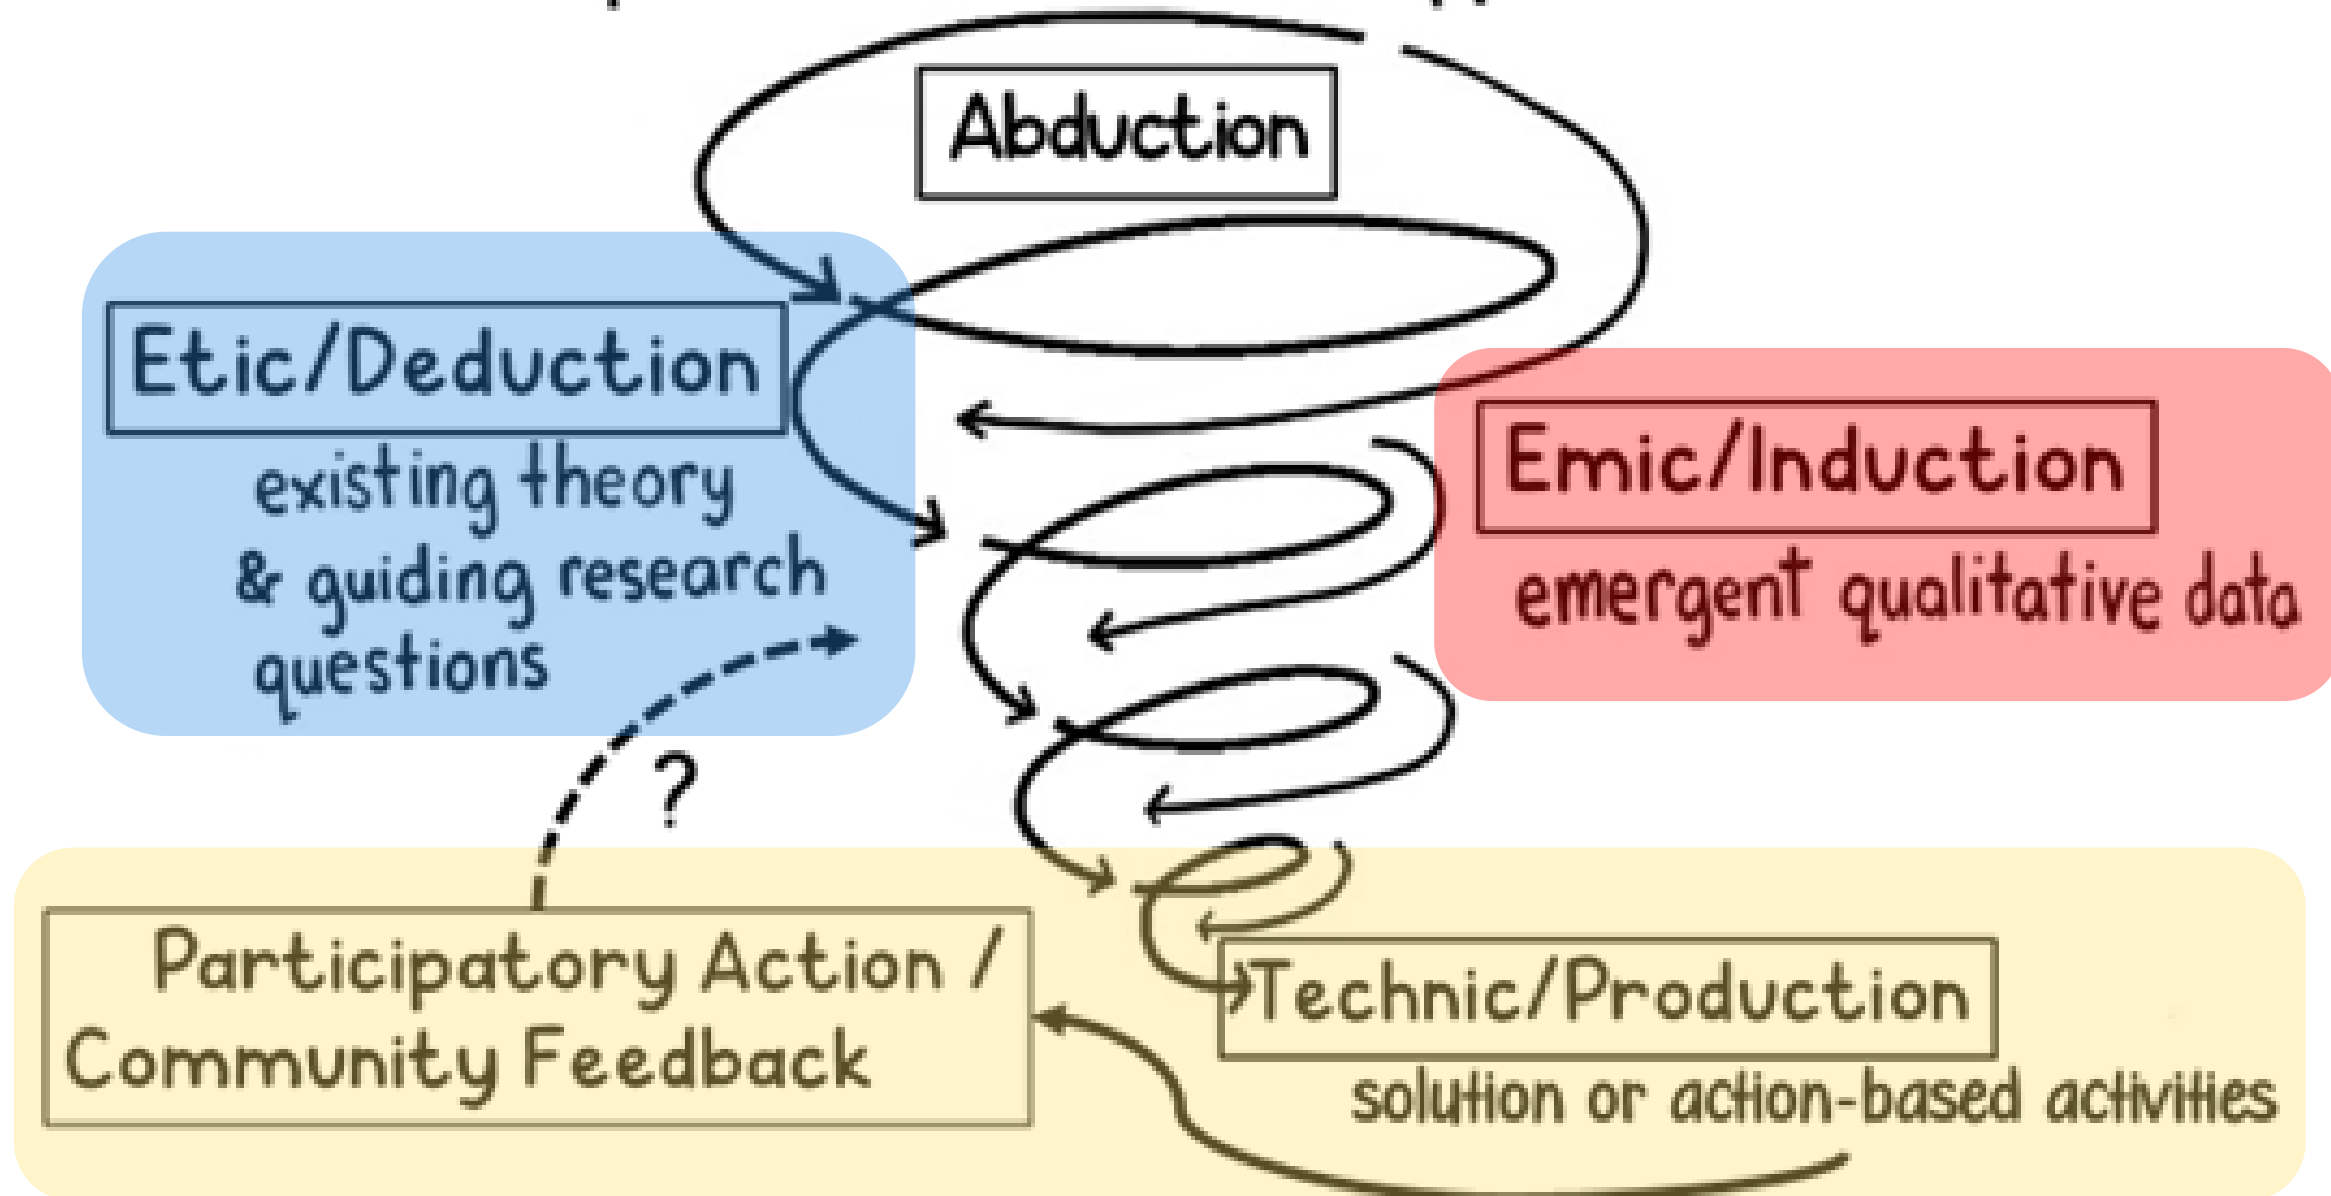 Abduction
Etic/Deduction
existing theory
& guiding research
questions
Emic/Induction
emergent qualitative data
?
Participatory Action /
Community Feedback
Technic/Production
solution or action-based activities